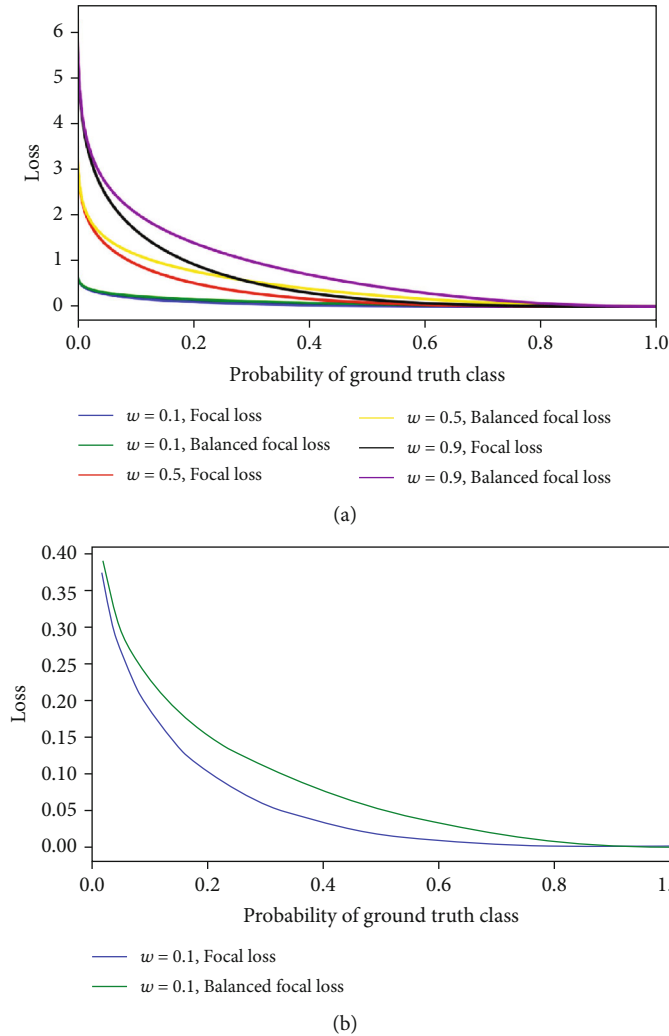 6
5
4
3
2
1
0
Loss
0.0 0.2 0.4 0.6 0.8 1.0
Probability of ground truth class
w = 0.1, Focal loss
w = 0.1, Balanced focal loss
w = 0.5, Focal loss
w = 0.5, Balanced focal loss
w = 0.9, Focal loss
w = 0.9, Balanced focal loss
(a)
0.40
0.35
0.30
0.25
0.20
0.15
0.10
0.05
0.00
Loss
0.0 0.2 0.4 0.6 0.8 1.
Probability of ground truth class
w = 0.1, Focal loss
w = 0.1, Balanced focal loss
(b)